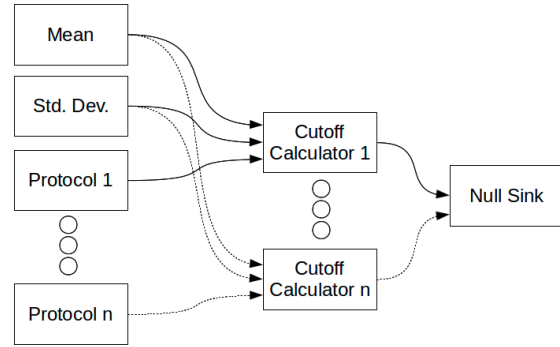 Mean
Std. Dev.
Protocol 1
Protocol n
Cutoff
Calculator 1
Cutoff
Calculator n
Null Sink